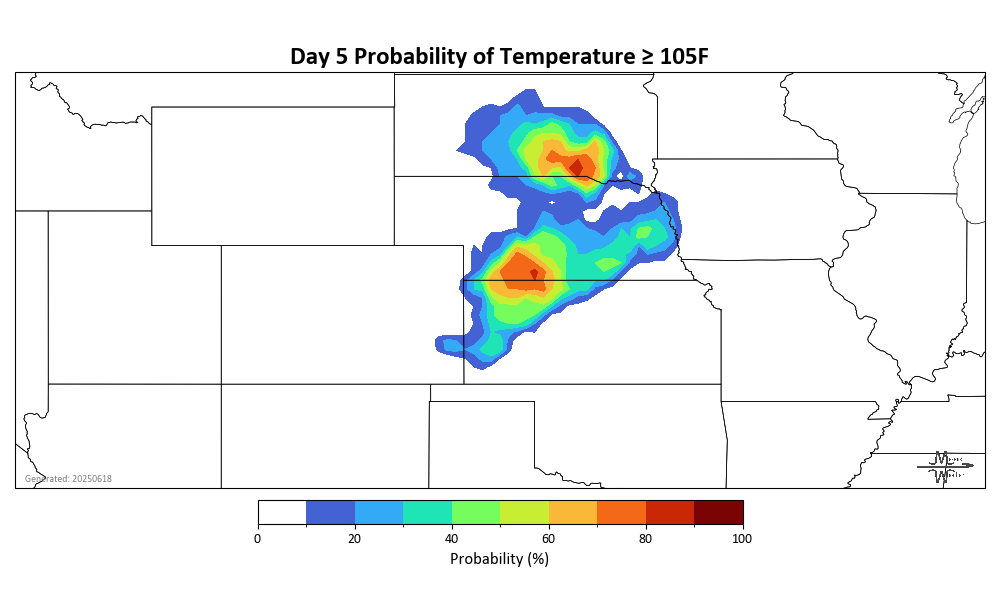 Day 5 Probability of Temperature ≥ 105F
Generated: 20250618
0 20 40 60 80 100
Probability (%)